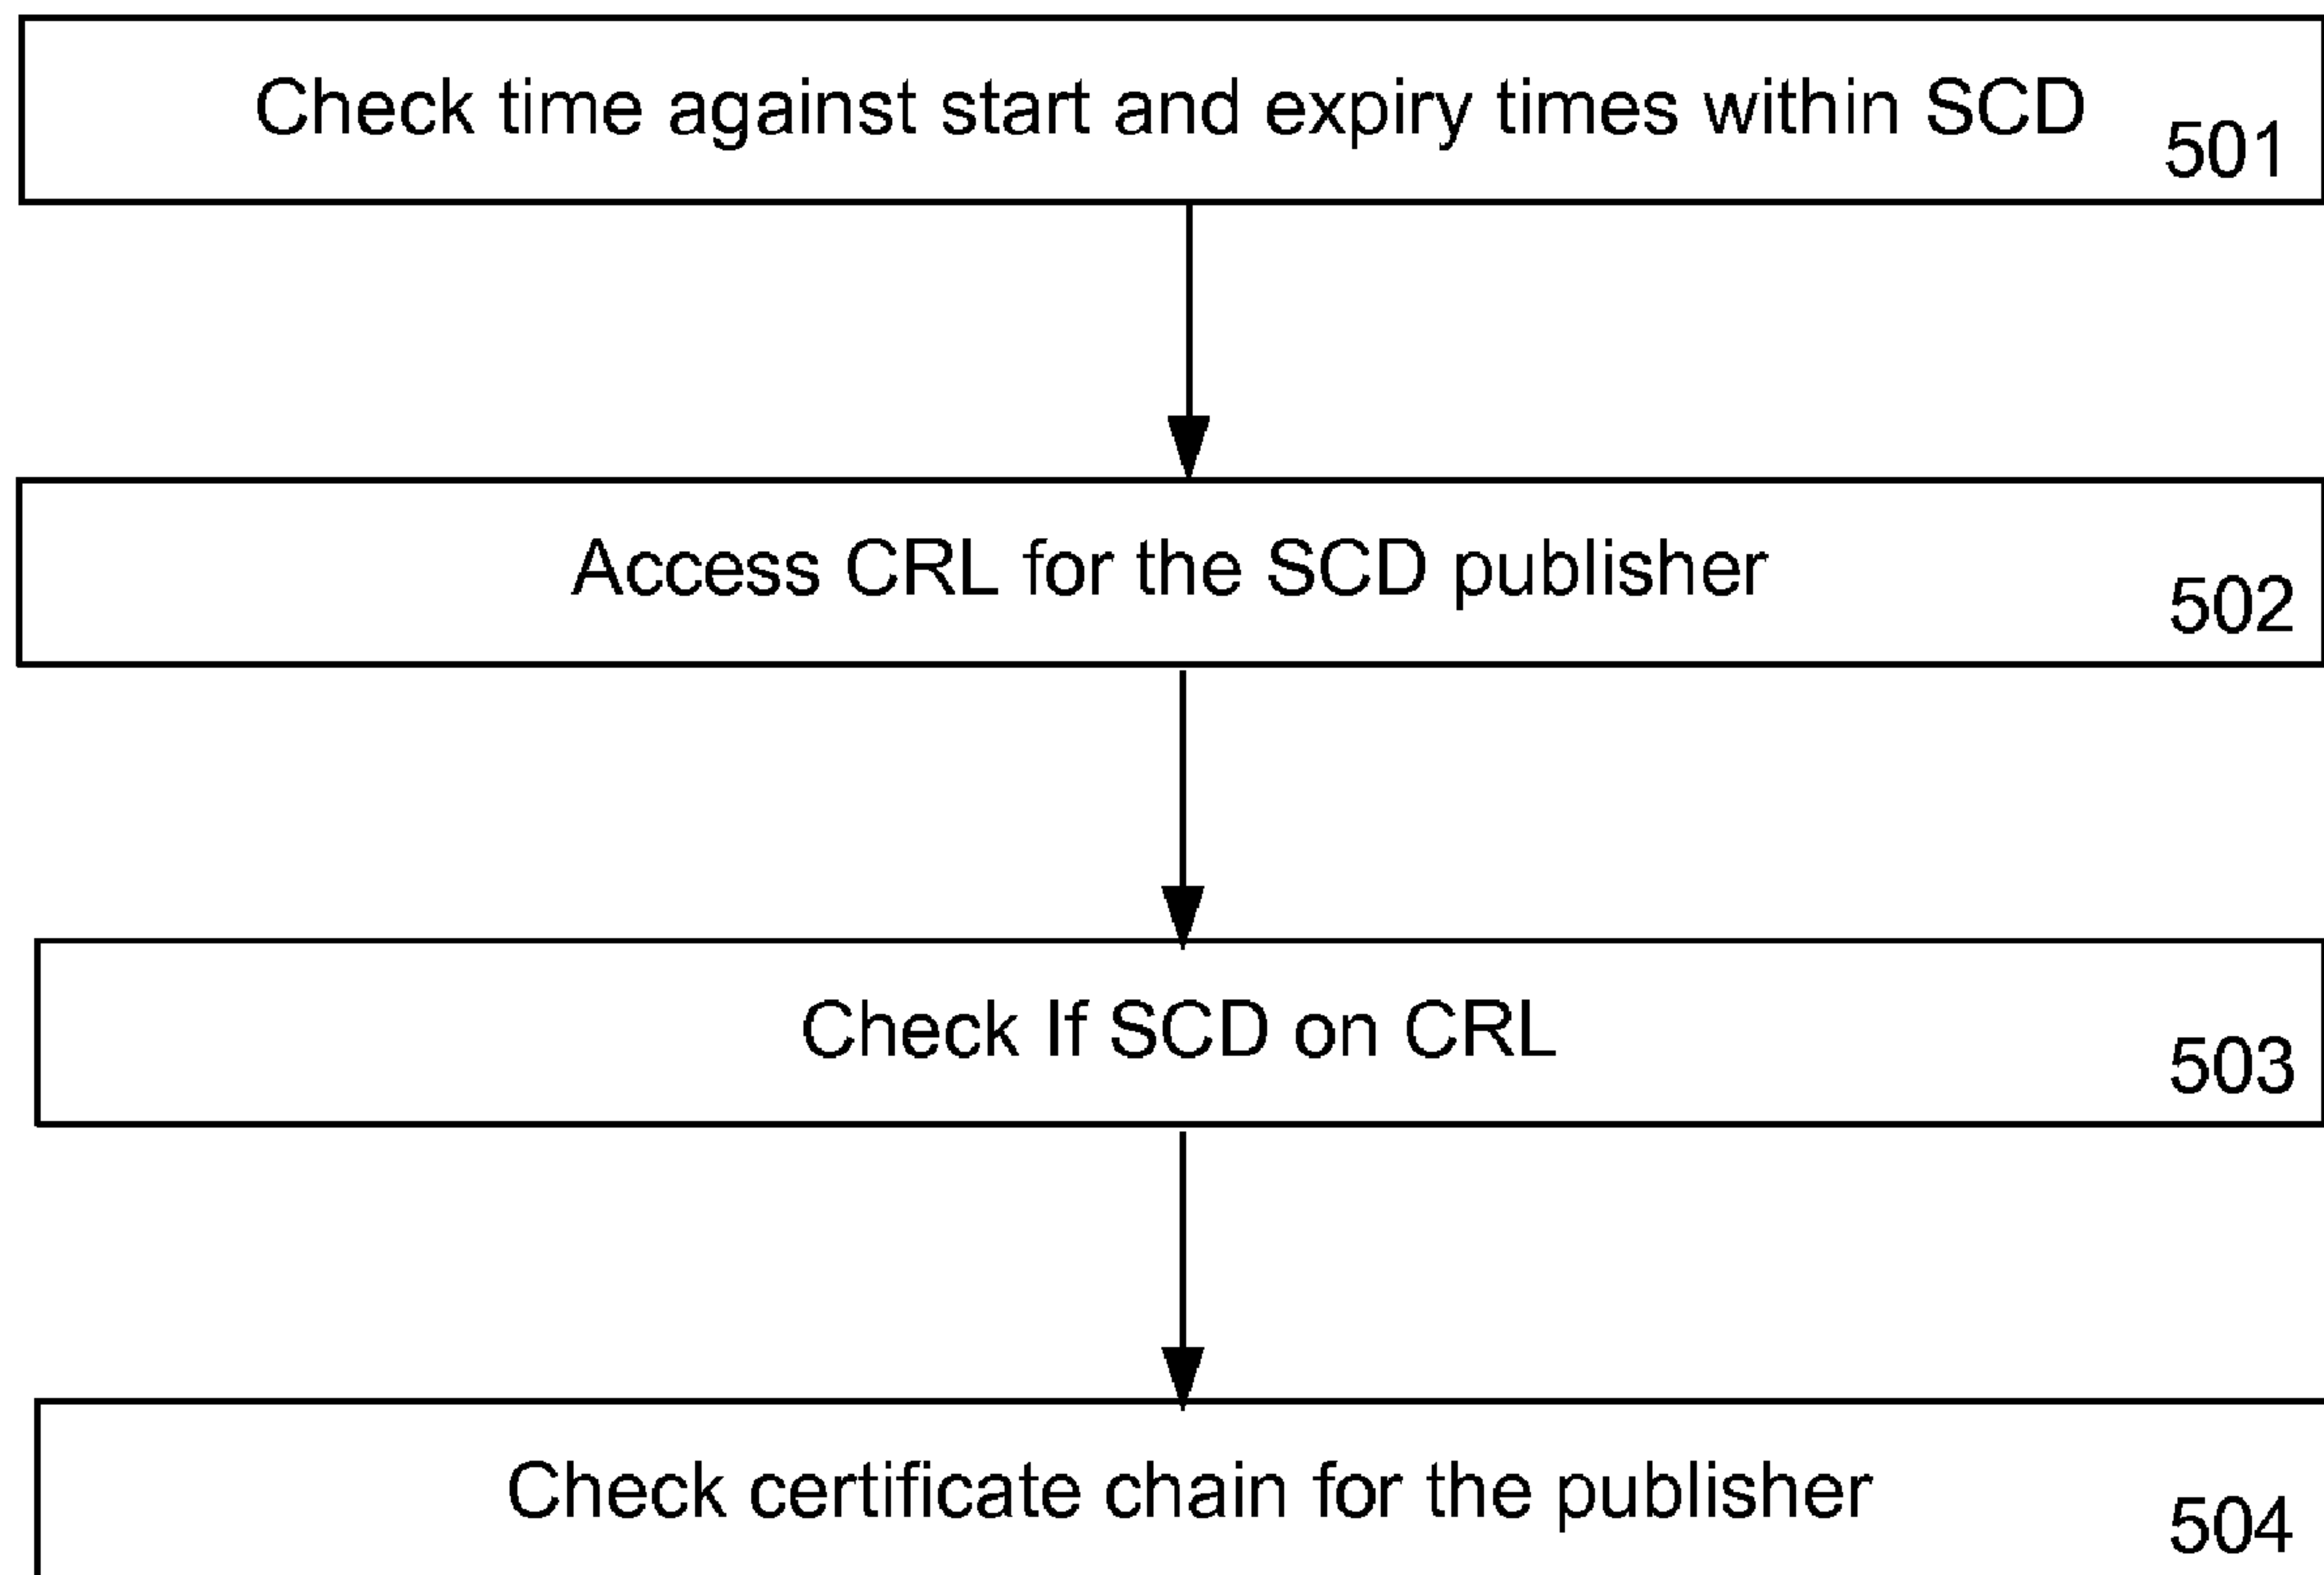 Check time against start and expiry times within SCD
501
Access CRL for the SCD publisher
502
Check If SCD on CRL
503
Check certificate chain for the publisher
504